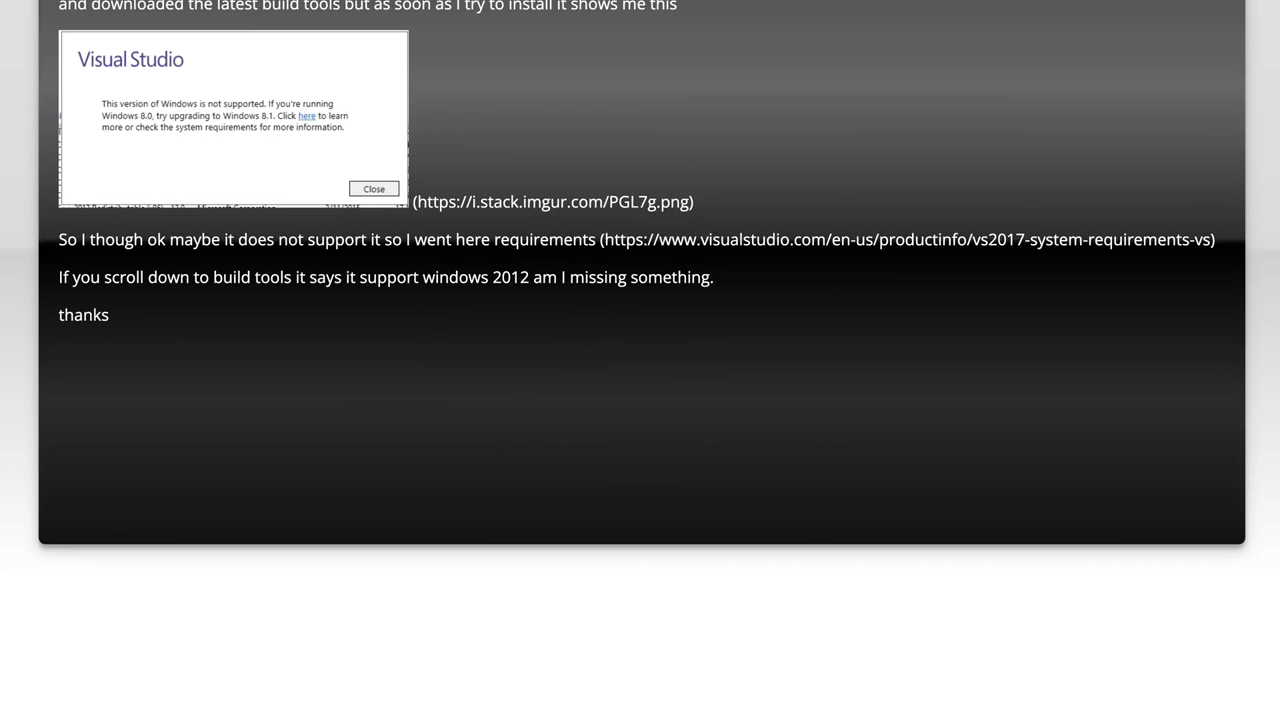 and downloaded the latest build tools but as soon as I try to install it shows me this
Visual Studio
This version of Windows is not supported. If you're running
Windows 8.0, try upgrading to Windows 8.1. Click here to learn
more or check the system requirements for more information.
Close
(https://i.stack.imgur.com/PGL7g.png)
So I though ok maybe it does not support it so I went here requirements (https://www.visualstudio.com/en-us/productinfo/vs2017-system-requirements-vs)
If you scroll down to build tools it says it support windows 2012 am I missing something.
thanks